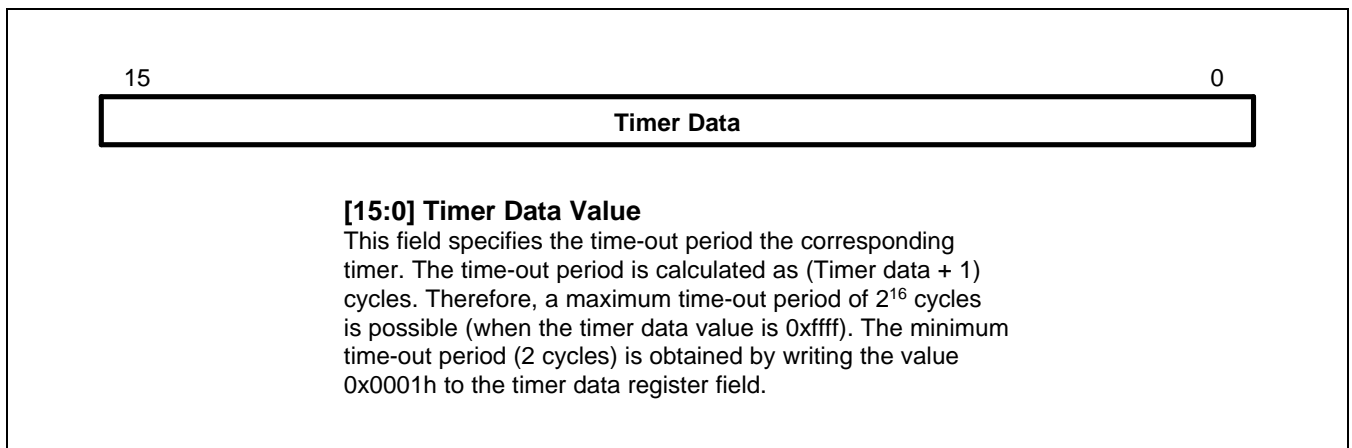 15 0
Timer Data
[15:0] Timer Data Value
This field specifies the time-out period the corresponding
timer. The time-out period is calculated as (Timer data + 1)
cycles. Therefore, a maximum time-out period of 2¹⁶ cycles
is possible (when the timer data value is 0xffff). The minimum
time-out period (2 cycles) is obtained by writing the value
0x0001h to the timer data register field.